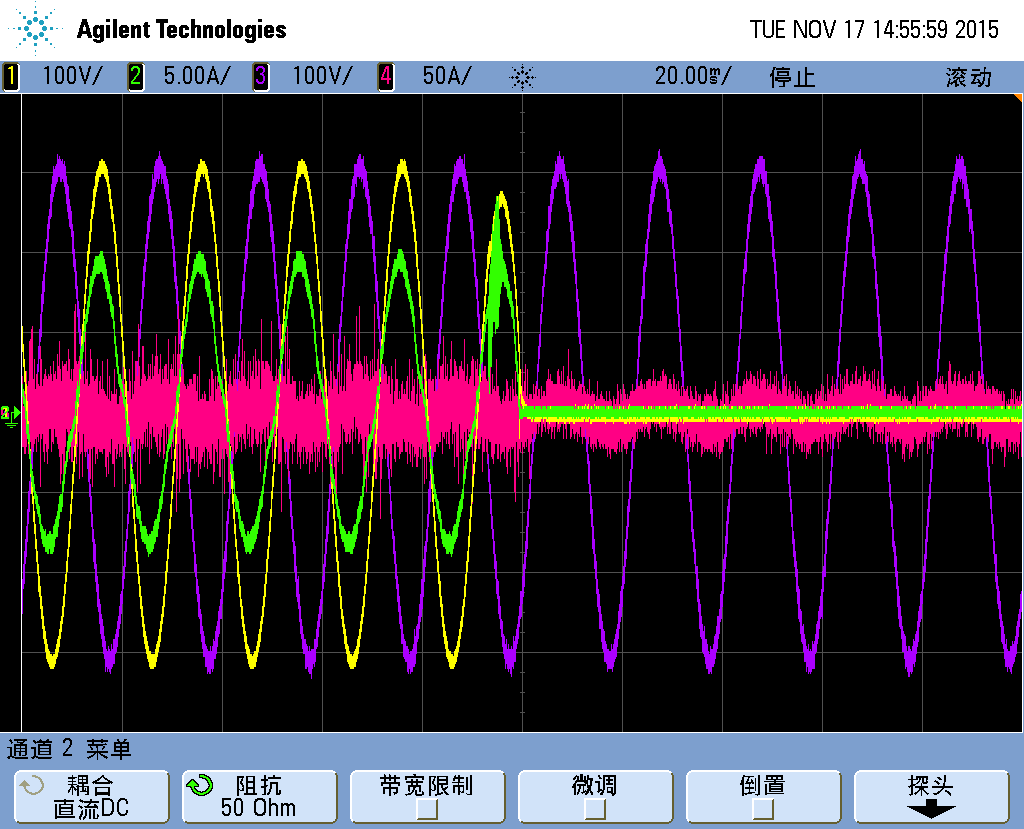 Agilent Technologies TUE NOV 17 14:55:59 2015
1 100V/ 2 5.00A/ 3 100V/ 4 50A/ 20.00㎳/ 停止 滚动
通道 2 菜单
耦合 阻抗 带宽限制 微调 倒置 探头
直流DC 50 Ohm